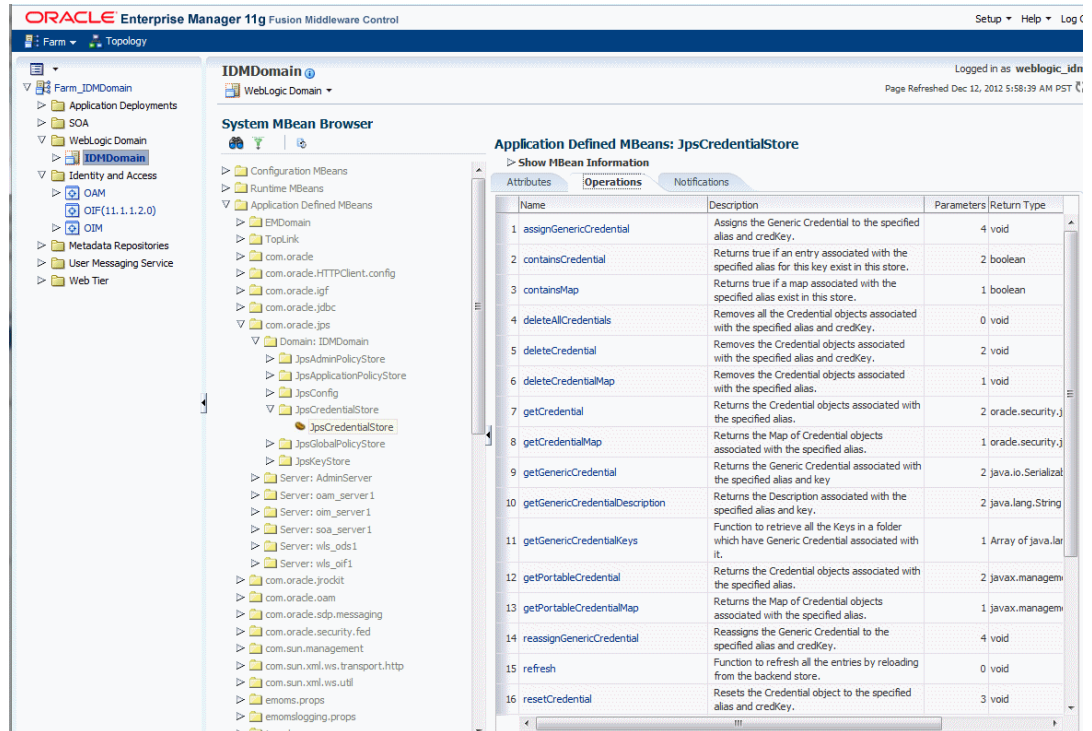 ORACLE Enterprise Manager 11g Fusion Middleware Control
Setup Help Log
Farm Topology
Farm_IDMDomain
Application Deployments
SOA
WebLogic Domain
IDMDomain
Identity and Access
OAM
OIF(11.1.1.2.0)
OIM
Metadata Repositories
User Messaging Service
Web Tier
IDMDomain
Logged in as weblogic_idm
WebLogic Domain
Page Refreshed Dec 12, 2012 5:58:39 AM PST
System MBean Browser
Configuration MBeans
Runtime MBeans
Application Defined MBeans
EMDomain
TopLink
com.oracle
com.oracle.HTTPClient.config
com.oracle.igf
com.oracle.jdbc
com.oracle.jps
Domain: IDMDomain
JpsAdminPolicyStore
JpsApplicationPolicyStore
JpsConfig
JpsCredentialStore
JpsCredentialStore
JpsGlobalPolicyStore
JpsKeyStore
Server: AdminServer
Server: oam_server1
Server: oim_server1
Server: soa_server1
Server: wls_ods1
Server: wls_oif1
com.oracle.jrockit
com.oracle.oam
com.oracle.sdp.messaging
com.oracle.security.fed
com.sun.management
com.sun.xml.ws.transport.http
com.sun.xml.ws.util
emoms.props
emomslogging.props
Application Defined MBeans: JpsCredentialStore
Show MBean Information
Attributes Operations Notifications
Name Description Parameters Return Type
1 assignGenericCredential Assigns the Generic Credential to the specified 4 void
alias and credKey.
2 containsCredential Returns true if an entry associated with the 2 boolean
specified alias for this key exist in this store.
3 containsMap Returns true if a map associated with the 1 boolean
specified alias exist in this store.
4 deleteAllCredentials Removes all the Credential objects associated 0 void
with the specified alias and credKey.
5 deleteCredential Removes the Credential objects associated 2 void
with the specified alias and credKey.
6 deleteCredentialMap Removes the Credential objects associated 1 void
with the specified alias.
7 getCredential Returns the Credential objects associated with 2 oracle.security.j
the specified alias.
8 getCredentialMap Returns the Map of Credential objects 1 oracle.security.j
associated with the specified alias.
9 getGenericCredential Returns the Generic Credential associated with 2 java.io.Serializab
the specified alias and key
10 getGenericCredentialDescription Returns the Description associated with the 2 java.lang.String
specified alias and key.
11 getGenericCredentialKeys Function to retrieve all the Keys in a folder 1 Array of java.lan
which have Generic Credential associated with
it.
12 getPortableCredential Returns the Credential objects associated with 2 javax.managem
the specified alias.
13 getPortableCredentialMap Returns the Map of Credential objects 1 javax.managem
associated with the specified alias.
14 reassignGenericCredential Reassigns the Generic Credential to the 4 void
specified alias and credKey.
15 refresh Function to refresh all the entries by reloading 0 void
from the backend store.
16 resetCredential Resets the Credential object to the specified 3 void
alias and credKey.